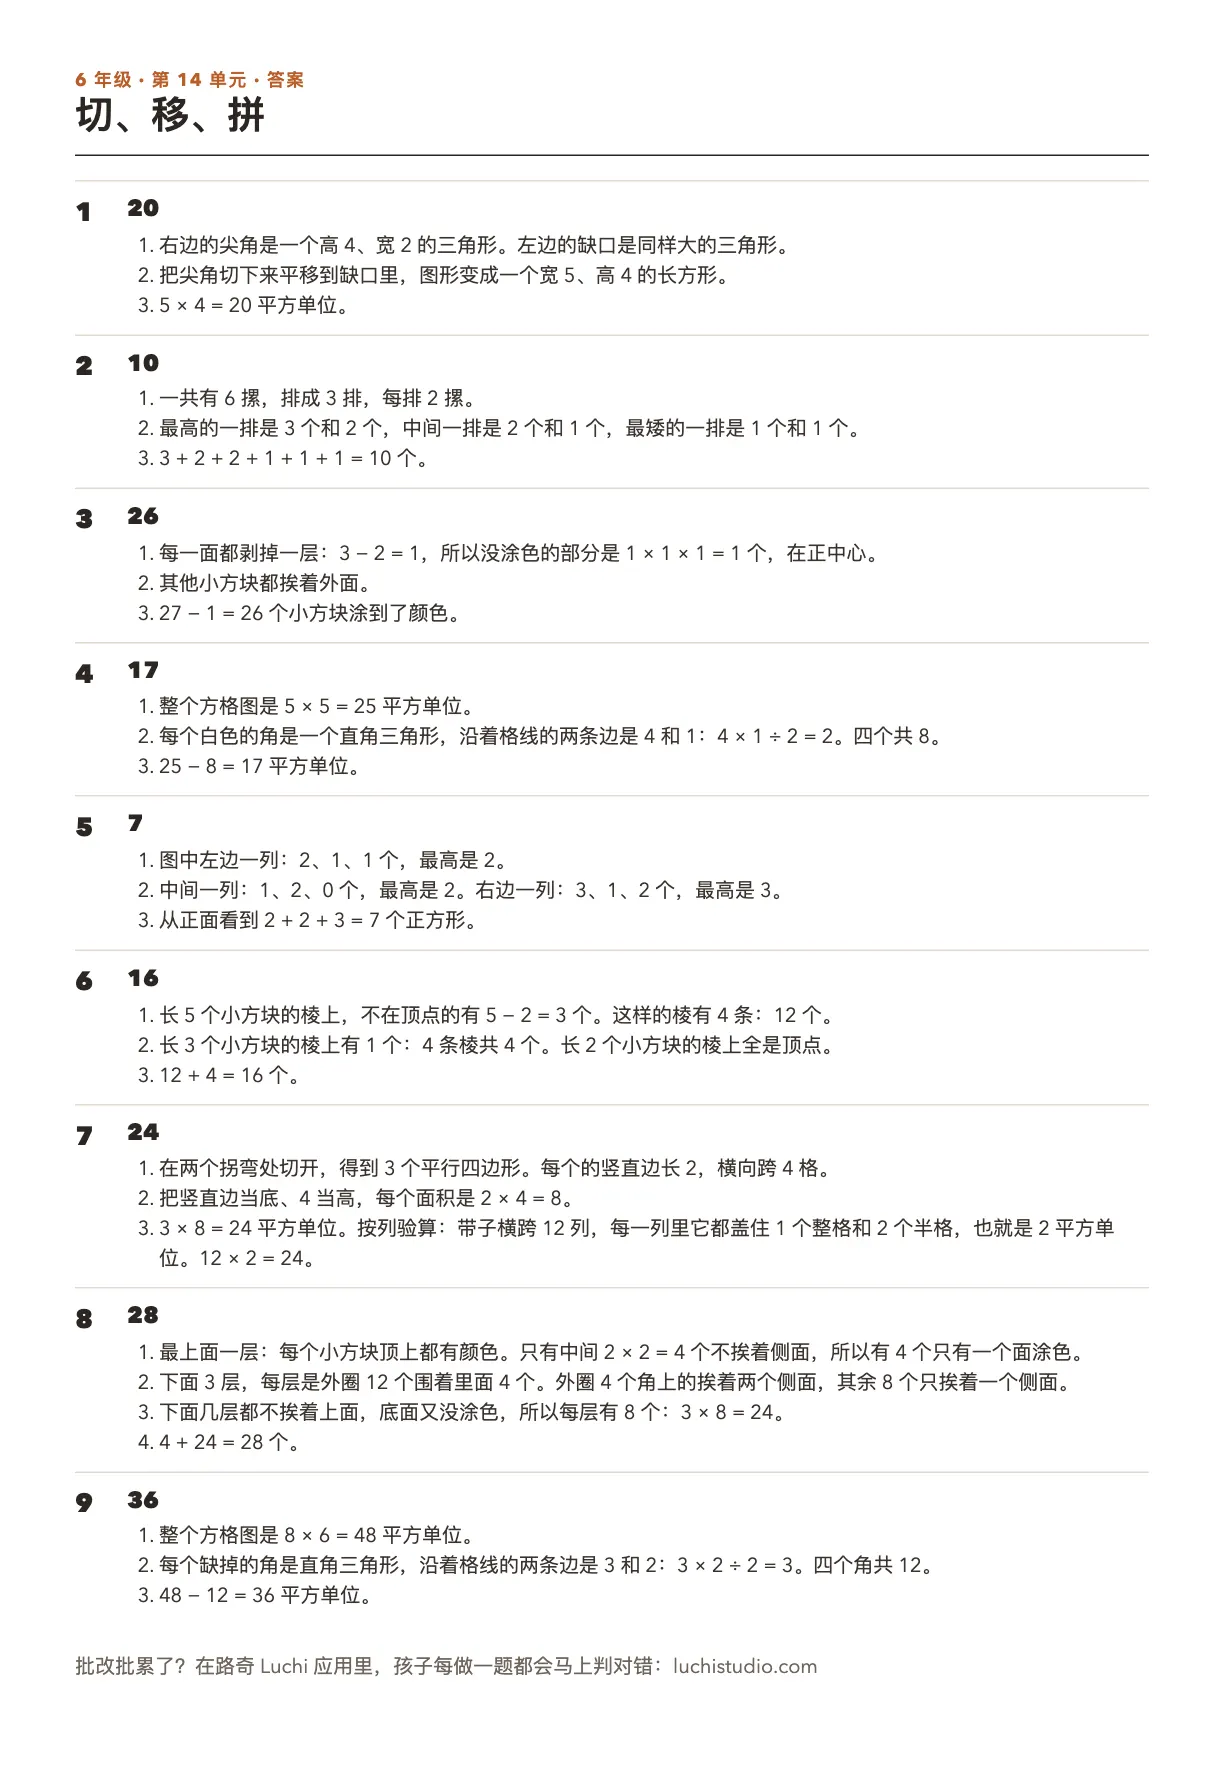 6 年级・第 14 单元・答案
切、移、拼
1
20
1. 右边的尖角是一个高 4、宽 2 的三角形。左边的缺口是同样大的三角形。
2. 把尖角切下来平移到缺口里，图形变成一个宽 5、高 4 的长方形。
3. 5 × 4 = 20 平方单位。
2
10
1. 一共有 6 摞，排成 3 排，每排 2 摞。
2. 最高的一排是 3 个和 2 个，中间一排是 2 个和 1 个，最矮的一排是 1 个和 1 个。
3. 3 + 2 + 2 + 1 + 1 + 1 = 10 个。
3
26
1. 每一面都剥掉一层：3 − 2 = 1，所以没涂色的部分是 1 × 1 × 1 = 1 个，在正中心。
2. 其他小方块都挨着外面。
3. 27 − 1 = 26 个小方块涂到了颜色。
4
17
1. 整个方格图是 5 × 5 = 25 平方单位。
2. 每个白色的角是一个直角三角形，沿着格线的两条边是 4 和 1：4 × 1 ÷ 2 = 2。四个共 8。
3. 25 − 8 = 17 平方单位。
5
7
1. 图中左边一列：2、1、1 个，最高是 2。
2. 中间一列：1、2、0 个，最高是 2。右边一列：3、1、2 个，最高是 3。
3. 从正面看到 2 + 2 + 3 = 7 个正方形。
6
16
1. 长 5 个小方块的棱上，不在顶点的有 5 − 2 = 3 个。这样的棱有 4 条：12 个。
2. 长 3 个小方块的棱上有 1 个：4 条棱共 4 个。长 2 个小方块的棱上全是顶点。
3. 12 + 4 = 16 个。
7
24
1. 在两个拐弯处切开，得到 3 个平行四边形。每个的竖直边长 2，横向跨 4 格。
2. 把竖直边当底、4 当高，每个面积是 2 × 4 = 8。
3. 3 × 8 = 24 平方单位。按列验算：带子横跨 12 列，每一列里它都盖住 1 个整格和 2 个半格，也就是 2 平方单
位。12 × 2 = 24。
8
28
1. 最上面一层：每个小方块顶上都有颜色。只有中间 2 × 2 = 4 个不挨着侧面，所以有 4 个只有一个面涂色。
2. 下面 3 层，每层是外圈 12 个围着里面 4 个。外圈 4 个角上的挨着两个侧面，其余 8 个只挨着一个侧面。
3. 下面几层都不挨着上面，底面又没涂色，所以每层有 8 个：3 × 8 = 24。
4. 4 + 24 = 28 个。
9
36
1. 整个方格图是 8 × 6 = 48 平方单位。
2. 每个缺掉的角是直角三角形，沿着格线的两条边是 3 和 2：3 × 2 ÷ 2 = 3。四个角共 12。
3. 48 − 12 = 36 平方单位。
批改批累了？在路奇 Luchi 应用里，孩子每做一题都会马上判对错：luchistudio.com